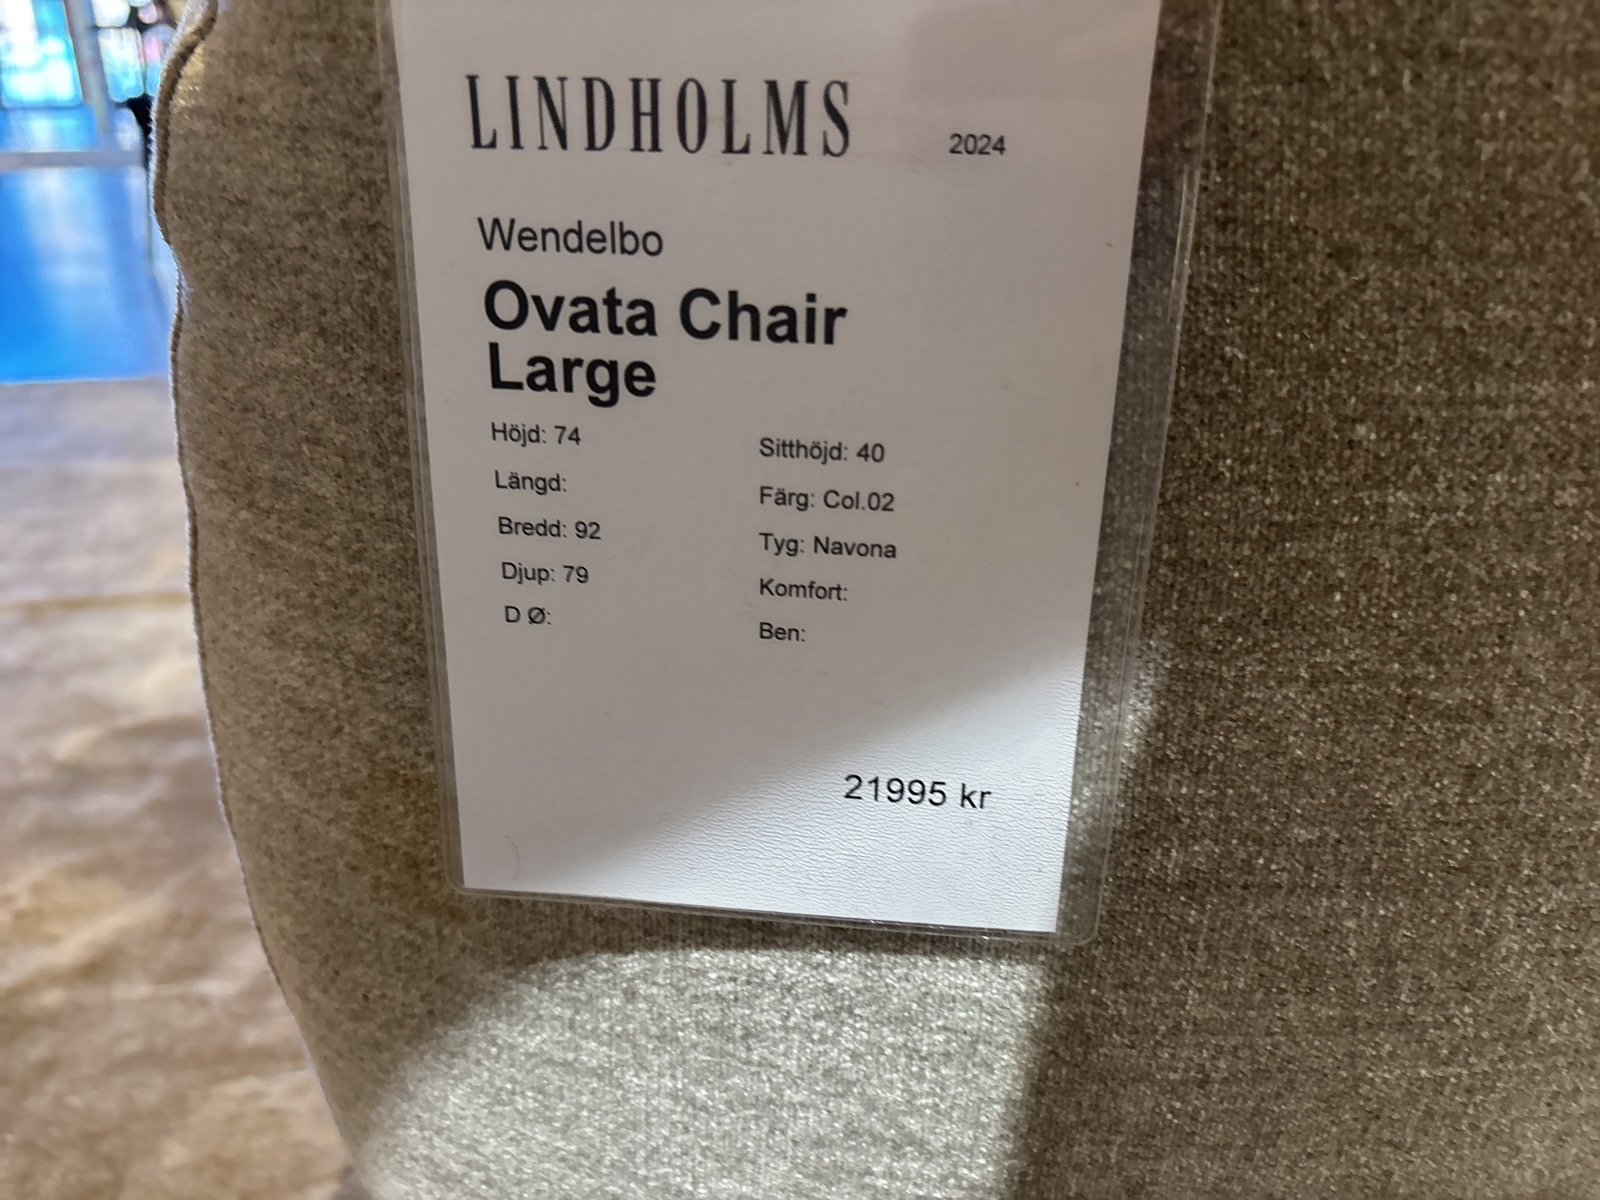 LINDHOLMS 2024
Wendelbo
Ovata Chair
Large
Höjd: 74
Längd:
Bredd: 92
Djup: 79
D Ø:
Sitthöjd: 40
Färg: Col.02
Tyg: Navona
Komfort:
Ben:
21995 kr